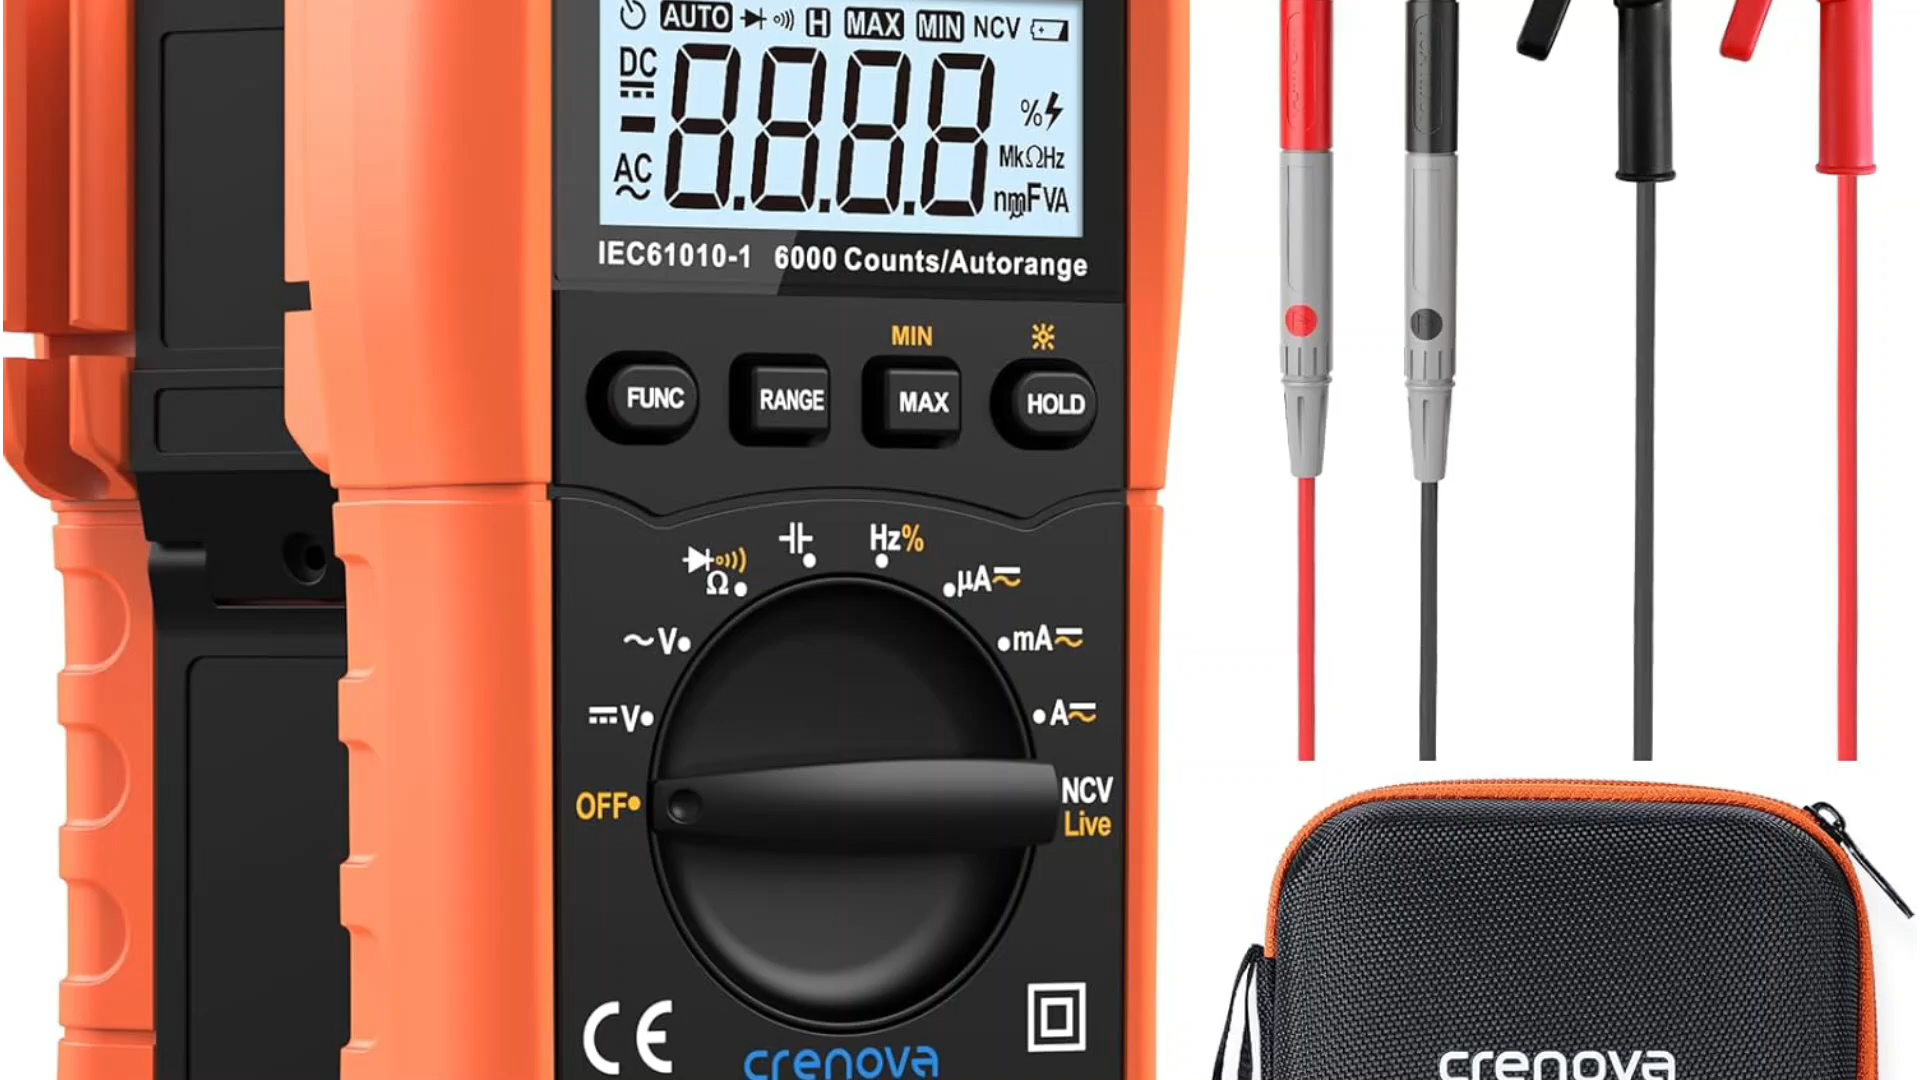 AUTO H MAX MIN NCV
DC
8.8.8.8
%
AC
MkΩHz
nmµFVA
IEC61010-1 6000 Counts/Autorange
MIN
FUNC RANGE MAX HOLD
Hz%
Ω
µA
~V
mA
V
A
OFF
NCV
Live
CE
crenova
crenova